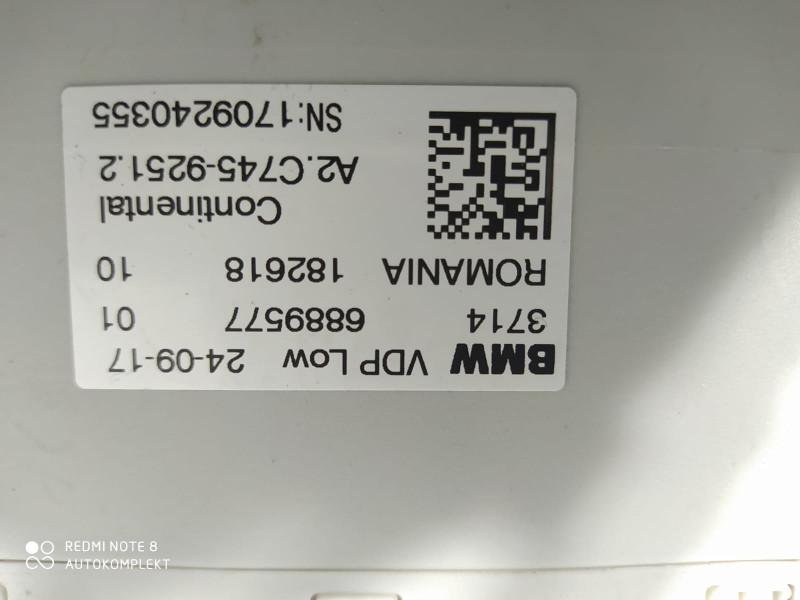 BMW VDP Low 24-09-17
3714 6889577 01
ROMANIA 182618 10
Continental
A2.C745-9251.2
SN:1709240355
REDMI NOTE 8
AUTOKOMPLEKT